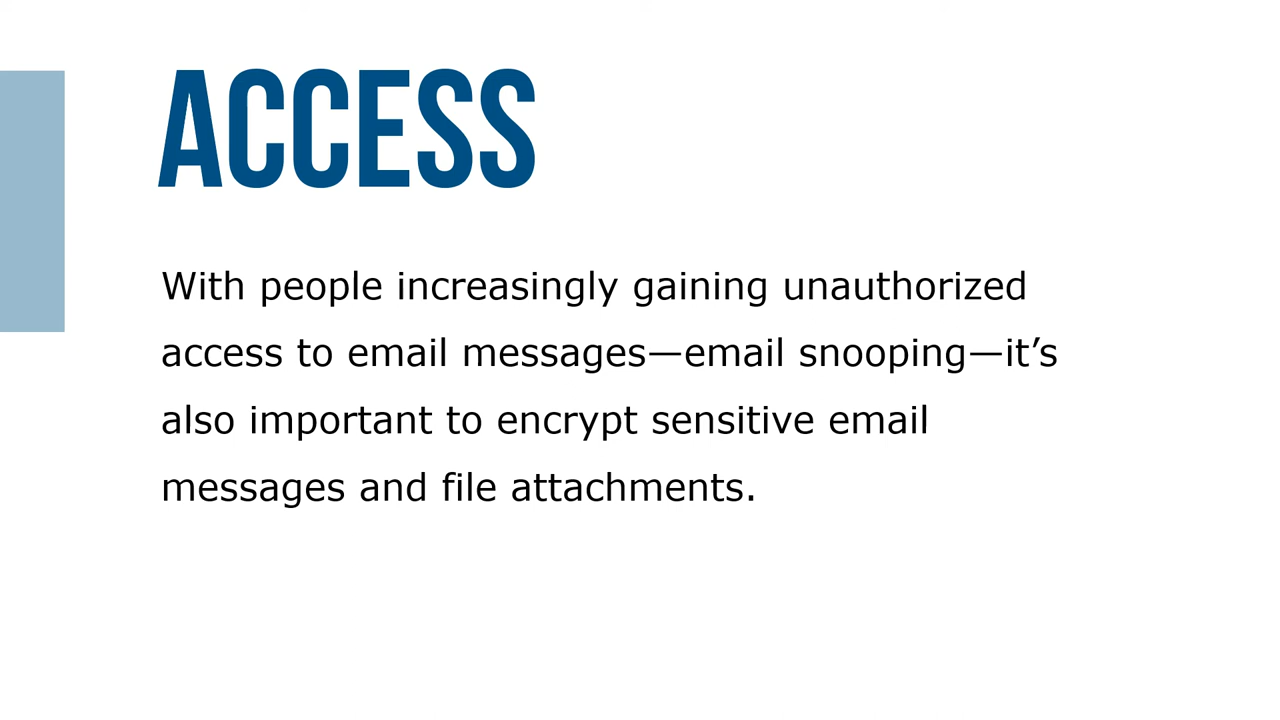 ACCESS
With people increasingly gaining unauthorized
access to email messages—email snooping—it’s
also important to encrypt sensitive email
messages and file attachments.